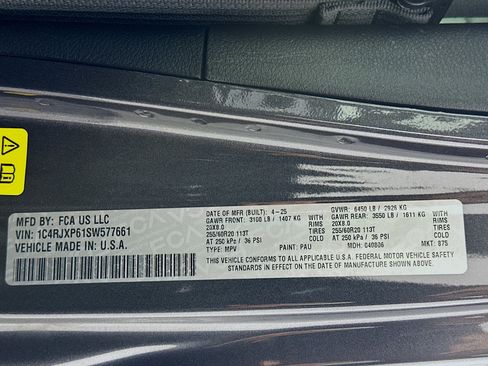 MFD BY: FCA US LLC
VIN: 1C4RJXP61SW577661
VEHICLE MADE IN: U.S.A.
DATE OF MFR (BUILT): 4-25
GAWR FRONT: 3100 LB / 1407 KG
20X8.0 RIMS
255/60R20 113T TIRES
AT 250 kPa / 36 PSI COLD
TYPE: MPV
PAINT: PAU
GVWR: 6450 LB / 2926 KG
GAWR REAR: 3550 LB / 1611 KG
20X8.0 RIMS
255/60R20 113T TIRES
AT 250 kPa / 36 PSI COLD
MDH: 040806
MKT: 875
THIS VEHICLE CONFORMS TO ALL APPLICABLE U.S.A. FEDERAL MOTOR VEHICLE SAFETY
STANDARDS IN EFFECT ON THE DATE OF MANUFACTURE SHOWN ABOVE.